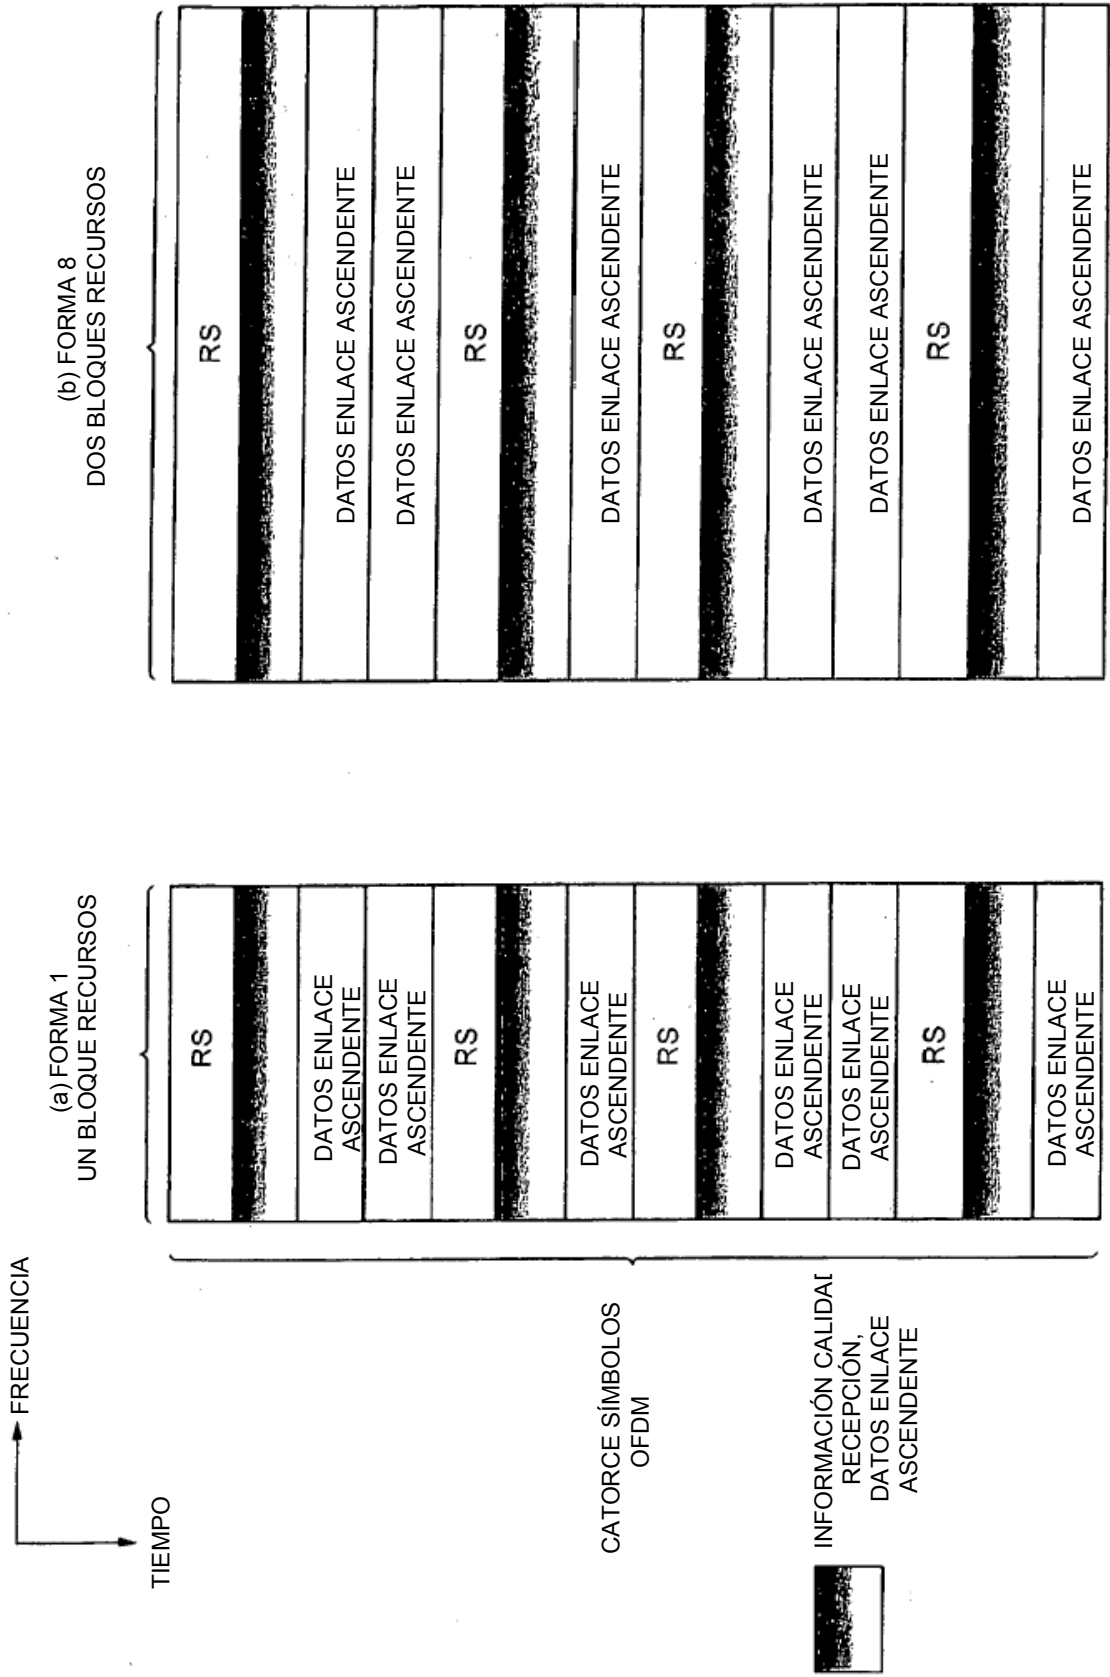 FRECUENCIA
TIEMPO
CATORCE SÍMBOLOS
OFDM
INFORMACIÓN CALIDAD
RECEPCIÓN,
DATOS ENLACE
ASCENDENTE
(a) FORMA 1
UN BLOQUE RECURSOS
RS
DATOS ENLACE
ASCENDENTE
DATOS ENLACE
ASCENDENTE
RS
DATOS ENLACE
ASCENDENTE
RS
DATOS ENLACE
ASCENDENTE
DATOS ENLACE
ASCENDENTE
RS
DATOS ENLACE
ASCENDENTE
(b) FORMA 8
DOS BLOQUES RECURSOS
RS
DATOS ENLACE ASCENDENTE
DATOS ENLACE ASCENDENTE
RS
DATOS ENLACE ASCENDENTE
RS
DATOS ENLACE ASCENDENTE
DATOS ENLACE ASCENDENTE
RS
DATOS ENLACE ASCENDENTE